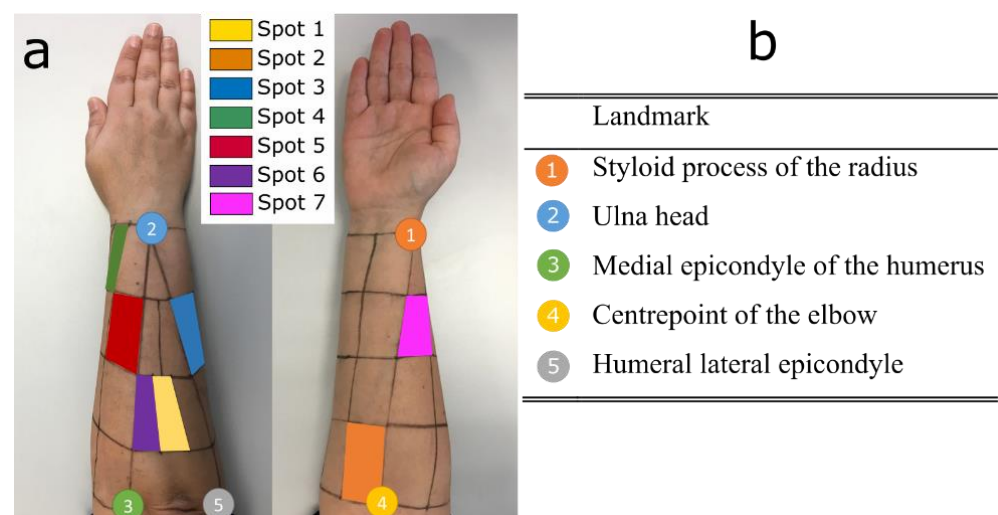 a
Spot 1
Spot 2
Spot 3
Spot 4
Spot 5
Spot 6
Spot 7
2
1
3
5
4
b
Landmark
1 Styloid process of the radius
2 Ulna head
3 Medial epicondyle of the humerus
4 Centrepoint of the elbow
5 Humeral lateral epicondyle